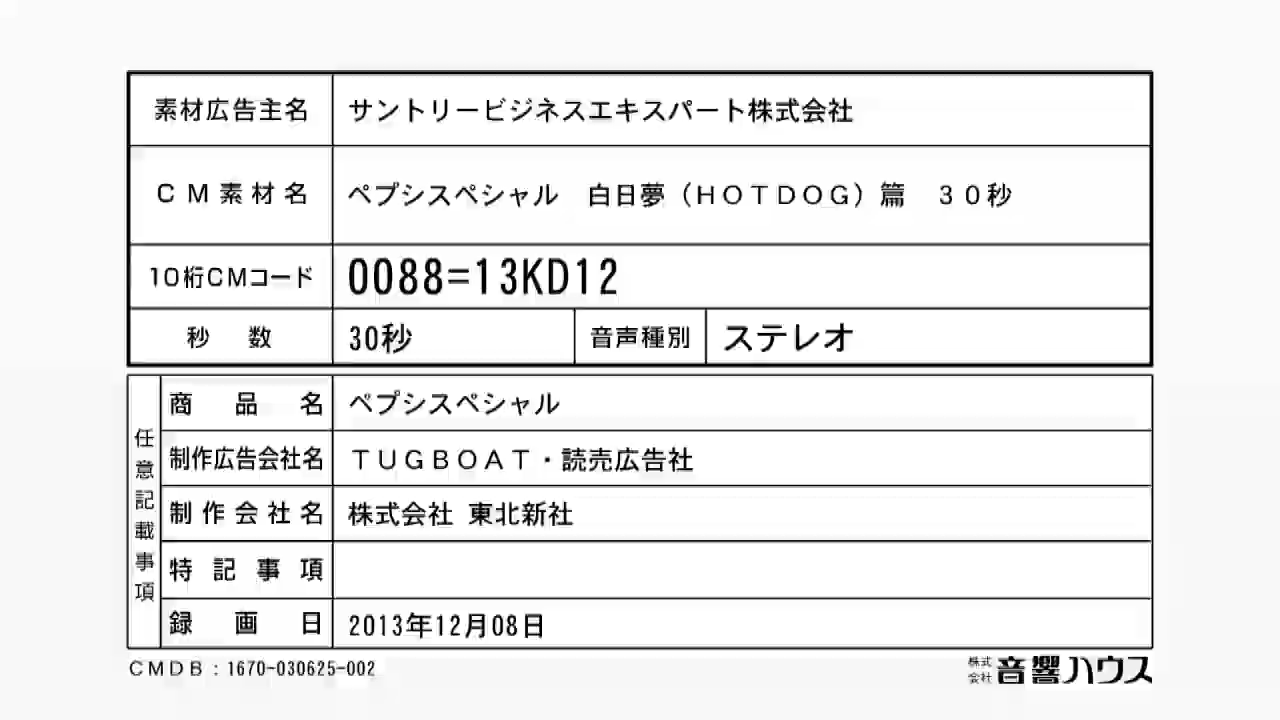 素材広告主名 サントリービジネスエキスパート株式会社
CM素材名 ペプシスペシャル 白日夢（HOTDOG）篇 30秒
10桁CMコード 0088=13KD12
秒 数 30秒 音声種別 ステレオ
任意記載事項
商品名 ペプシスペシャル
制作広告会社名 TUGBOAT・読売広告社
制作会社名 株式会社 東北新社
特記事項
録画日 2013年12月08日
CMDB：1670-030625-002
株式会社 音響ハウス